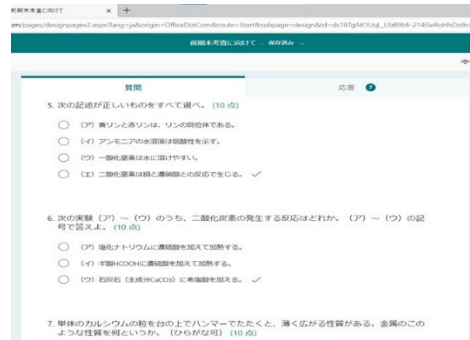 前期末考査に向けて
前期末考査に向けて - 保存済み
質問
応答
5. 次の記述が正しいものをすべて選べ。 (10 点)
(ア) 黄リンと赤リンは、リンの同位体である。
(イ) アンモニアの水溶液は弱酸性を示す。
(ウ) 一酸化窒素は水に溶けやすい。
(エ) 二酸化窒素は銅と濃硝酸との反応で生じる。
6. 次の実験 (ア) ～ (ウ) のうち、二酸化炭素の発生する反応はどれか。 (ア) ～ (ウ) の記
号で答えよ。 (10 点)
(ア) 塩化ナトリウムに濃硫酸を加えて加熱する。
(イ) ギ酸HCOOHに濃硫酸を加えて加熱する。
(ウ) 石灰石 (主成分CaCO3) に希塩酸を加える。
7. 単体のカルシウムの粒を台の上でハンマーでたたくと、薄く広がる性質がある。金属のこの
ような性質を何というか。 (ひらがな可) (10 点)